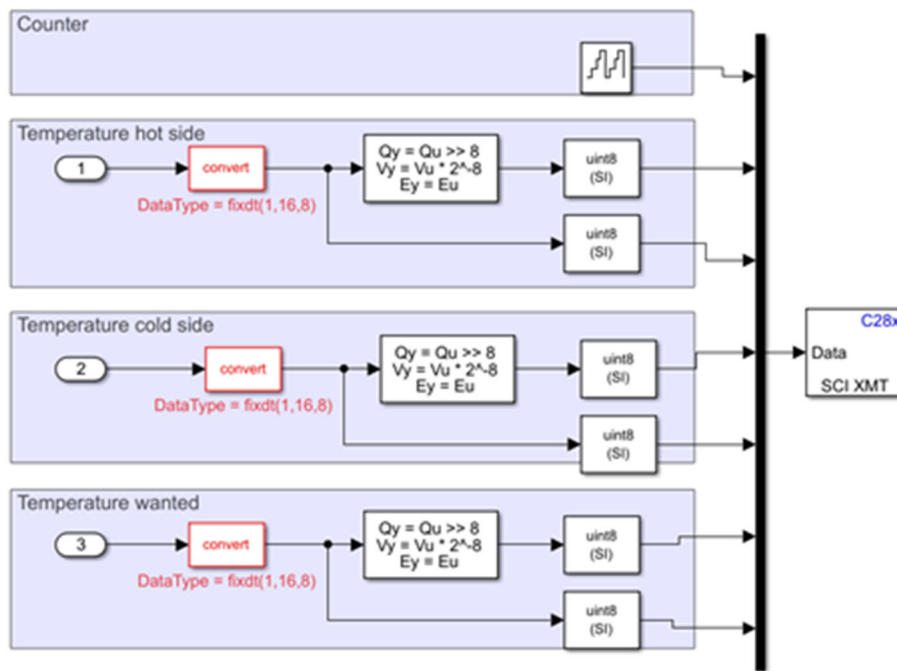 Counter
Temperature hot side
1
convert
DataType = fixdt(1,16,8)
Qy = Qu >> 8
Vy = Vu * 2^-8
Ey = Eu
uint8
(SI)
uint8
(SI)
Temperature cold side
2
convert
DataType = fixdt(1,16,8)
Qy = Qu >> 8
Vy = Vu * 2^-8
Ey = Eu
uint8
(SI)
uint8
(SI)
Temperature wanted
3
convert
DataType = fixdt(1,16,8)
Qy = Qu >> 8
Vy = Vu * 2^-8
Ey = Eu
uint8
(SI)
uint8
(SI)
C28x
Data
SCI XMT